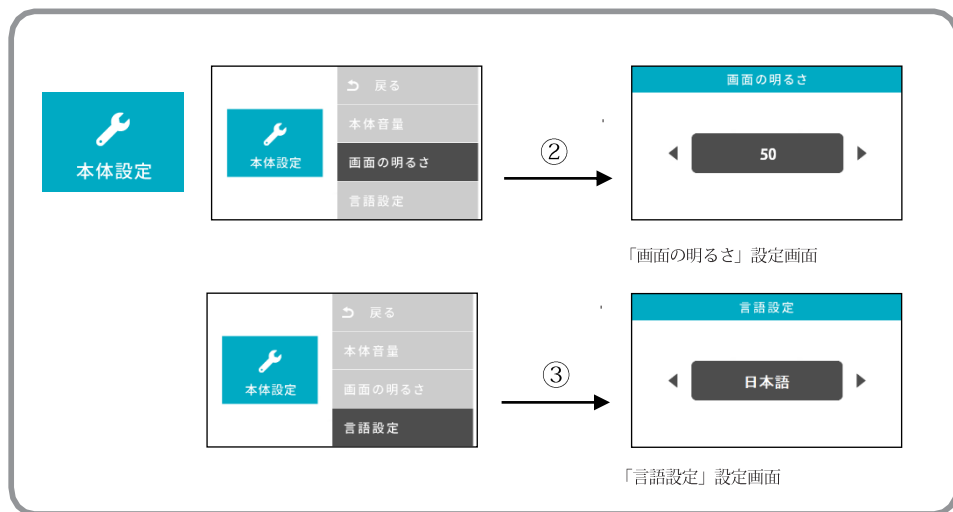 本体設定
本体設定
戻る
本体音量
画面の明るさ
言語設定
②
画面の明るさ
50
「画面の明るさ」設定画面
本体設定
戻る
本体音量
画面の明るさ
言語設定
③
言語設定
日本語
「言語設定」設定画面